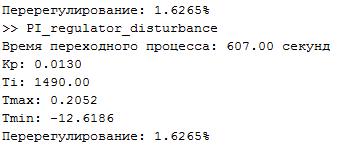 Перерегулирование: 1.6265%
>> PI_regulator_disturbance
Время переходного процесса: 607.00 секунд
Kp: 0.0130
Ti: 1490.00
Tmax: 0.2052
Tmin: -12.6186
Перерегулирование: 1.6265%